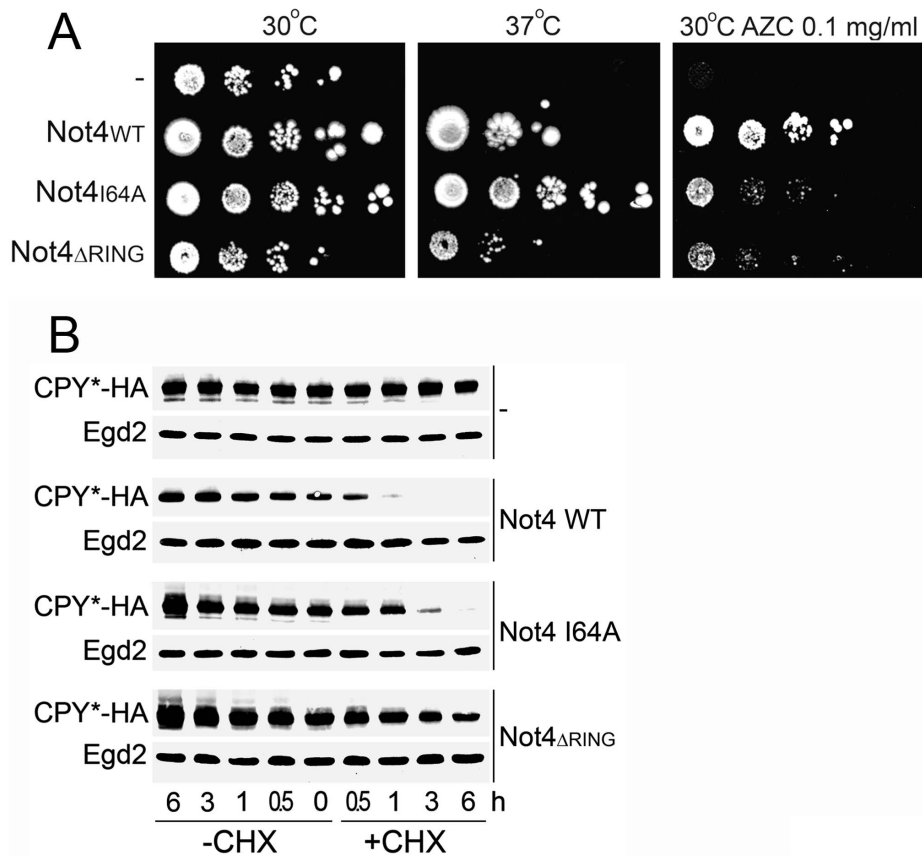 A
30°C
37°C
30°C AZC 0.1 mg/ml
-
Not4WT
Not4I64A
Not4ΔRING
B
CPY*-HA
Egd2
-
CPY*-HA
Egd2
Not4 WT
CPY*-HA
Egd2
Not4 I64A
CPY*-HA
Egd2
Not4ΔRING
6 3 1 0.5 0 0.5 1 3 6 h
-CHX +CHX